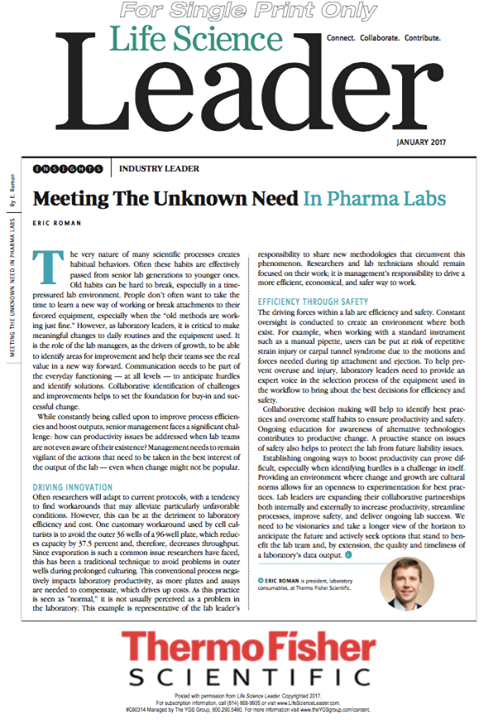 For Single Print Only
Life Science
Connect. Collaborate. Contribute.
Leader
JANUARY 2017
INSIGHTS
INDUSTRY LEADER
By E. Roman
MEETING THE UNKNOWN NEED IN PHARMA LABS
Meeting The Unknown Need In Pharma Labs
ERIC ROMAN
The very nature of many scientific processes creates
habitual behaviors. Often these habits are effectively
passed from senior lab generations to younger ones.
Old habits can be hard to break, especially in a time-
pressured lab environment. People don't often want to take the
time to learn a new way of working or break attachments to their
favored equipment, especially when the "old methods are work-
ing just fine." However, as laboratory leaders, it is critical to make
meaningful changes to daily routines and the equipment used. It
is the role of the lab managers, as the drivers of growth, to be able
to identify areas for improvement and help their teams see the real
value in a new way forward. Communication needs to be part of
the everyday functioning — at all levels — to anticipate hurdles
and identify solutions. Collaborative identification of challenges
and improvements helps to set the foundation for buy-in and suc-
cessful change.
While constantly being called upon to improve process efficien-
cies and boost outputs, senior management faces a significant chal-
lenge: how can productivity issues be addressed when lab teams
are not even aware of their existence? Management needs to remain
vigilant of the actions that need to be taken in the best interest of
the output of the lab — even when change might not be popular.
DRIVING INNOVATION
Often researchers will adapt to current protocols, with a tendency
to find workarounds that may alleviate particularly unfavorable
conditions. However, this can be at the detriment to laboratory
efficiency and cost. One customary workaround used by cell cul-
turists is to avoid the outer 36 wells of a 96-well plate, which reduc-
es capacity by 37.5 percent and, therefore, decreases throughput.
Since evaporation is such a common issue researchers have faced,
this has been a traditional technique to avoid problems in outer
wells during prolonged culturing. This conventional process nega-
tively impacts laboratory productivity, as more plates and assays
are needed to compensate, which drives up costs. As this practice
is seen as "normal," it is not usually perceived as a problem in
the laboratory. This example is representative of the lab leader's
responsibility to share new methodologies that circumvent this
phenomenon. Researchers and lab technicians should remain
focused on their work; it is management's responsibility to drive a
more efficient, economical, and safer way to work.
EFFICIENCY THROUGH SAFETY
The driving forces within a lab are efficiency and safety. Constant
oversight is conducted to create an environment where both
exist. For example, when working with a standard instrument
such as a manual pipette, users can be put at risk of repetitive
strain injury or carpal tunnel syndrome due to the motions and
forces needed during tip attachment and ejection. To help pre-
vent overuse and injury, laboratory leaders need to provide an
expert voice in the selection process of the equipment used in
the workflow to bring about the best decisions for efficiency and
safety.
Collaborative decision making will help to identify best prac-
tices and overcome staff habits to ensure productivity and safety.
Ongoing education for awareness of alternative technologies
contributes to productive change. A proactive stance on issues
of safety also helps to protect the lab from future liability issues.
Establishing ongoing ways to boost productivity can prove dif-
ficult, especially when identifying hurdles is a challenge in itself.
Providing an environment where change and growth are cultural
norms allows for an openness to experimentation for best prac-
tices. Lab leaders are expanding their collaborative partnerships
both internally and externally to increase productivity, streamline
processes, improve safety, and deliver ongoing lab success. We
need to be visionaries and take a longer view of the horizon to
anticipate the future and actively seek options that stand to ben-
efit the lab team and, by extension, the quality and timeliness of
a laboratory's data output. L
ERIC ROMAN is president, laboratory
consumables, at Thermo Fisher Scientific.
ThermoFisher
SCIENTIFIC
Posted with permission from Life Science Leader. Copyrighted 2017.
For subscription information, call (814) 868-9935 or visit www.LifeScienceLeader.com.
#C60314 Managed by The YGS Group, 800.290.5460. For more information visit www.theYGSgroup.com/content.